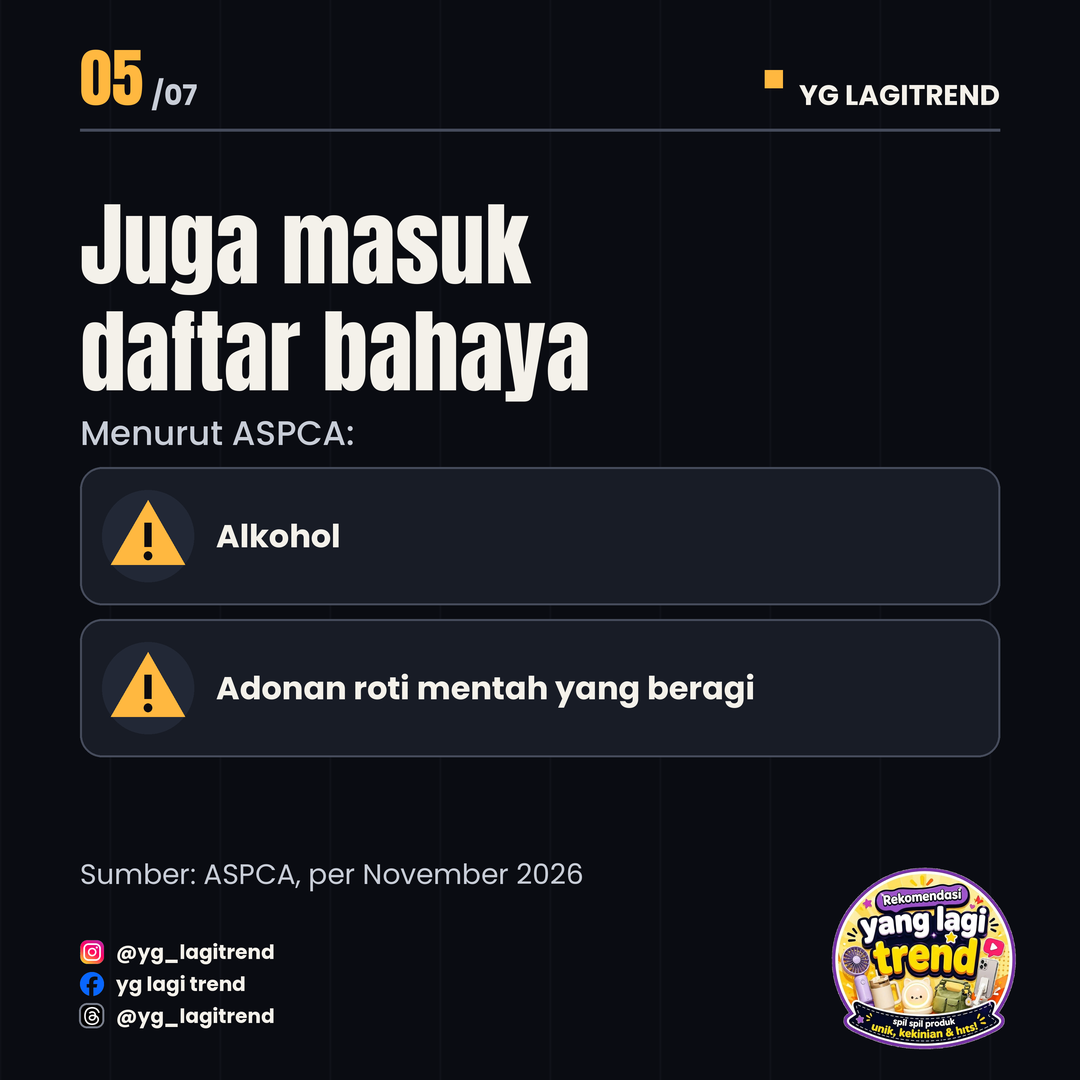 05 /07
YG LAGITREND
Juga masuk
daftar bahaya
Menurut ASPCA:
Alkohol
Adonan roti mentah yang beragi
Sumber: ASPCA, per November 2026
@yg_lagitrend
yg lagi trend
@yg_lagitrend
Rekomendasi
yang lagi
trend
spil spil produk
unik, kekinian & hits!